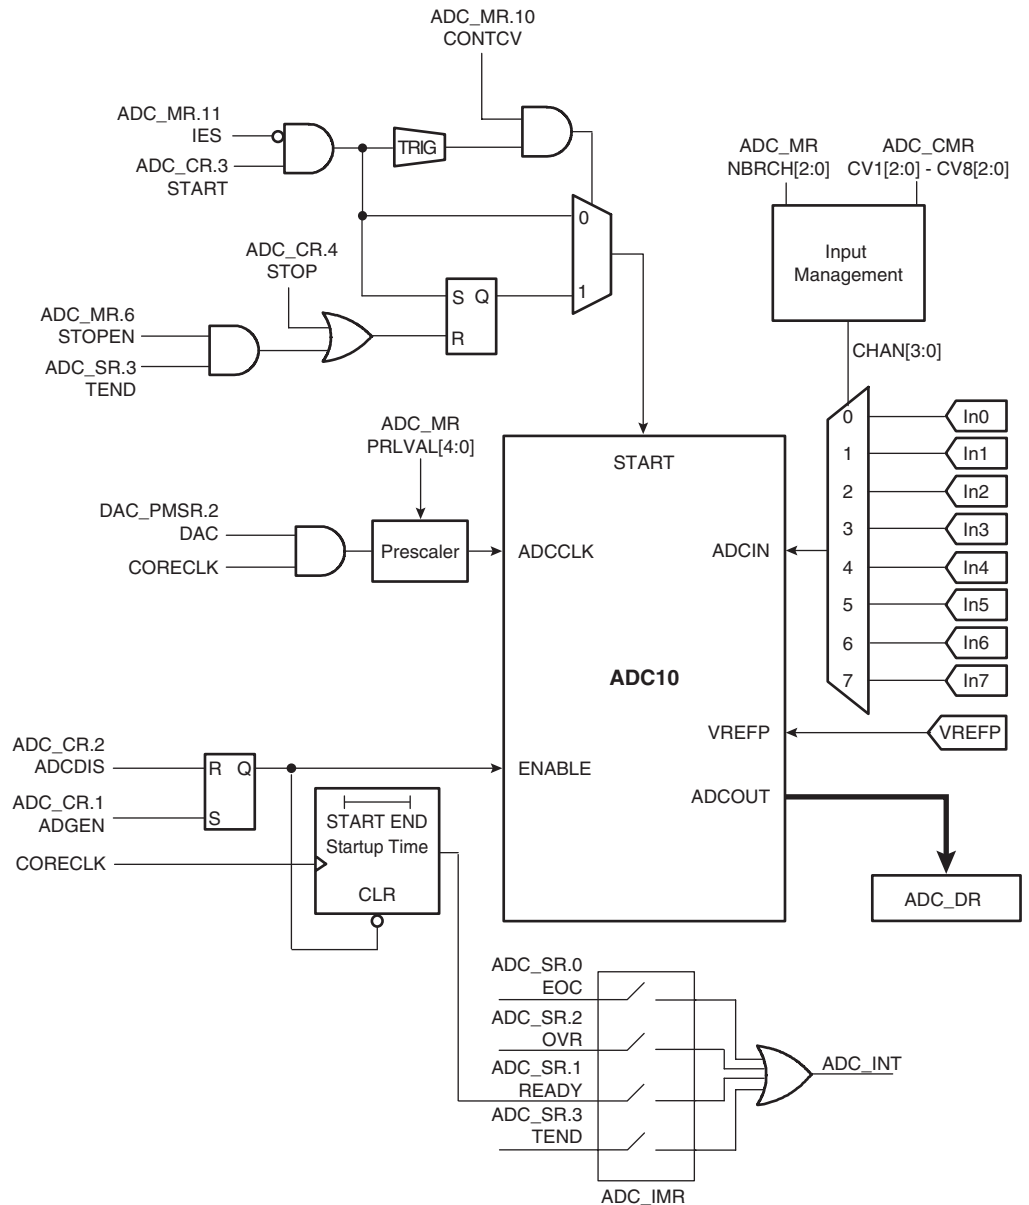 ADC_MR.10
CONTCV
ADC_MR.11
IES
ADC_CR.3
START
TRIG
ADC_MR
NBRCH[2:0]
ADC_CMR
CV1[2:0] - CV8[2:0]
0
1
Input
Management
ADC_CR.4
STOP
S Q
R
ADC_MR.6
STOPEN
ADC_SR.3
TEND
CHAN[3:0]
0
1
2
3
4
5
6
7
In0
In1
In2
In3
In4
In5
In6
In7
ADC_MR
PRLVAL[4:0]
DAC_PMSR.2
DAC
CORECLK
Prescaler
START
ADCCLK
ADCIN
ADC10
VREFP
VREFP
ENABLE
ADCOUT
ADC_DR
ADC_CR.2
ADCDIS
ADC_CR.1
ADGEN
R Q
S
CORECLK
START END
Startup Time
CLR
ADC_SR.0
EOC
ADC_SR.2
OVR
ADC_SR.1
READY
ADC_SR.3
TEND
ADC_INT
ADC_IMR